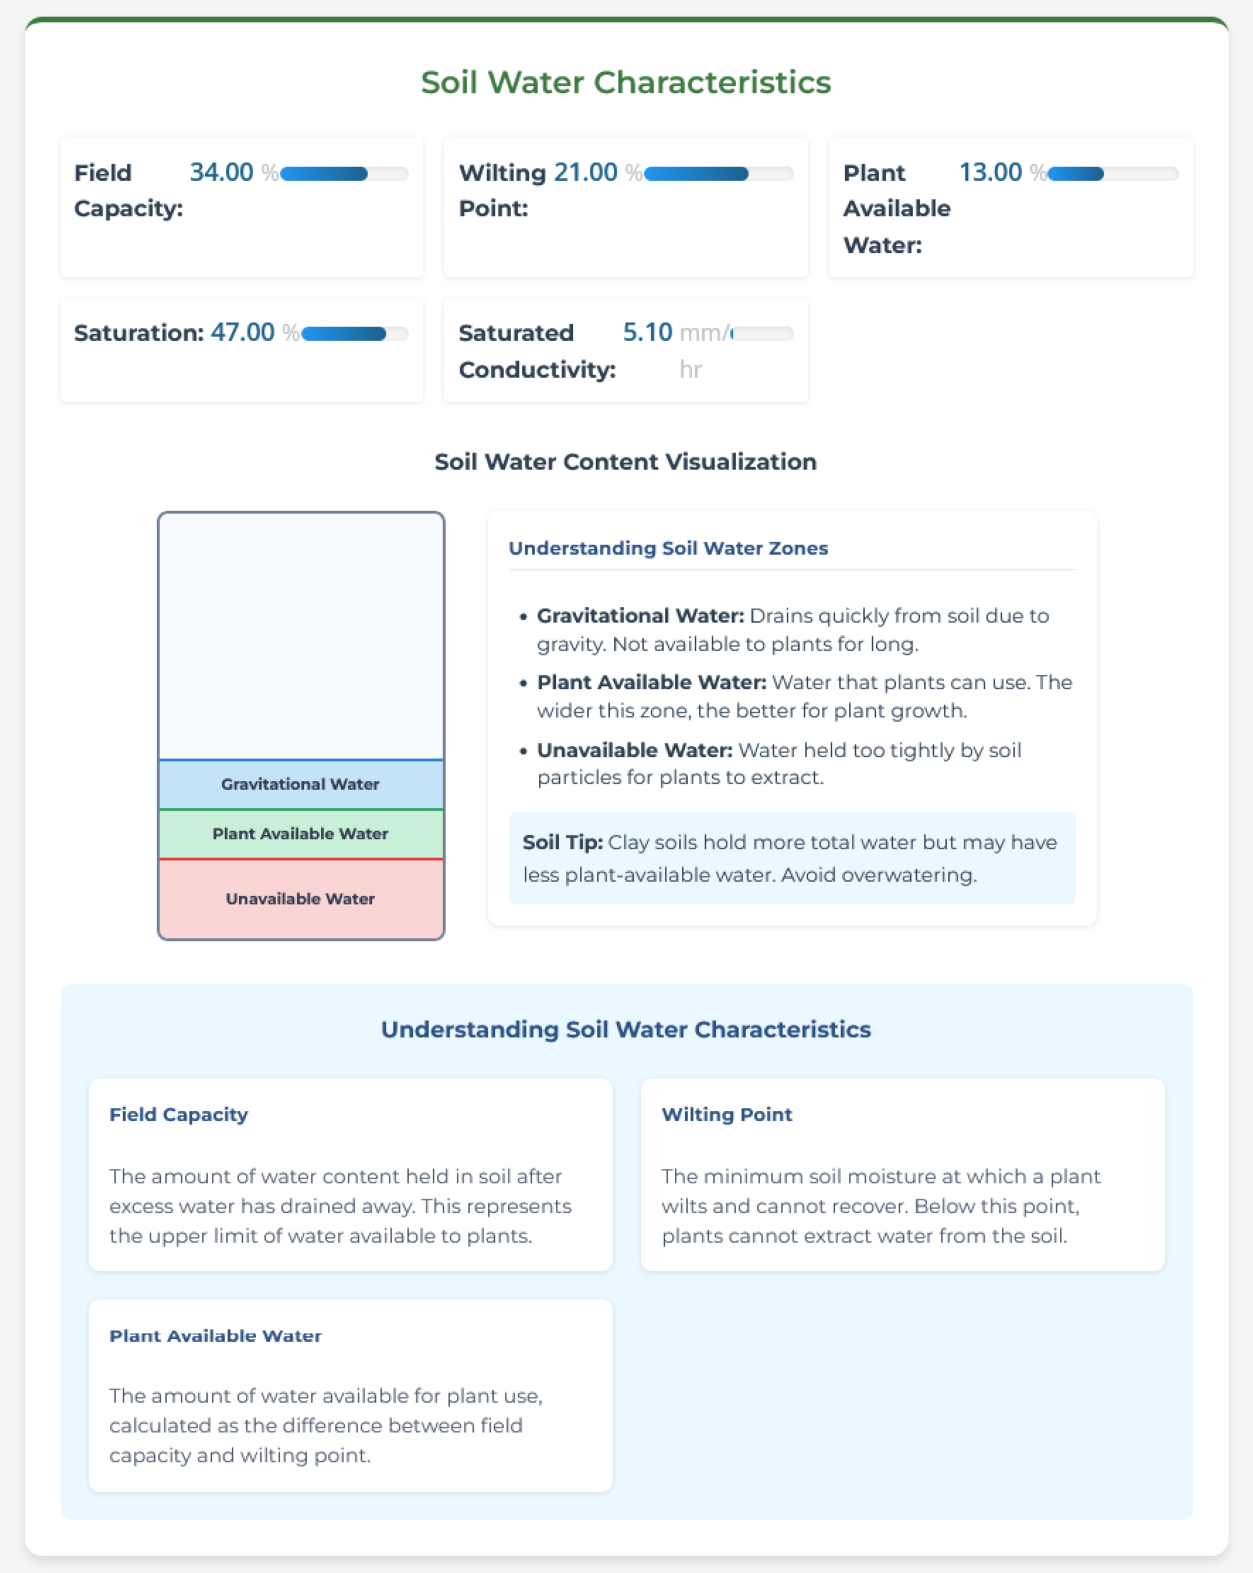 Soil Water Characteristics
Field 34.00 %
Capacity:
Wilting 21.00 %
Point:
Plant 13.00 %
Available
Water:
Saturation: 47.00 %
Saturated 5.10 mm/
Conductivity: hr
Soil Water Content Visualization
Gravitational Water
Plant Available Water
Unavailable Water
Understanding Soil Water Zones
• Gravitational Water: Drains quickly from soil due to
gravity. Not available to plants for long.
• Plant Available Water: Water that plants can use. The
wider this zone, the better for plant growth.
• Unavailable Water: Water held too tightly by soil
particles for plants to extract.
Soil Tip: Clay soils hold more total water but may have
less plant-available water. Avoid overwatering.
Understanding Soil Water Characteristics
Field Capacity
The amount of water content held in soil after
excess water has drained away. This represents
the upper limit of water available to plants.
Wilting Point
The minimum soil moisture at which a plant
wilts and cannot recover. Below this point,
plants cannot extract water from the soil.
Plant Available Water
The amount of water available for plant use,
calculated as the difference between field
capacity and wilting point.